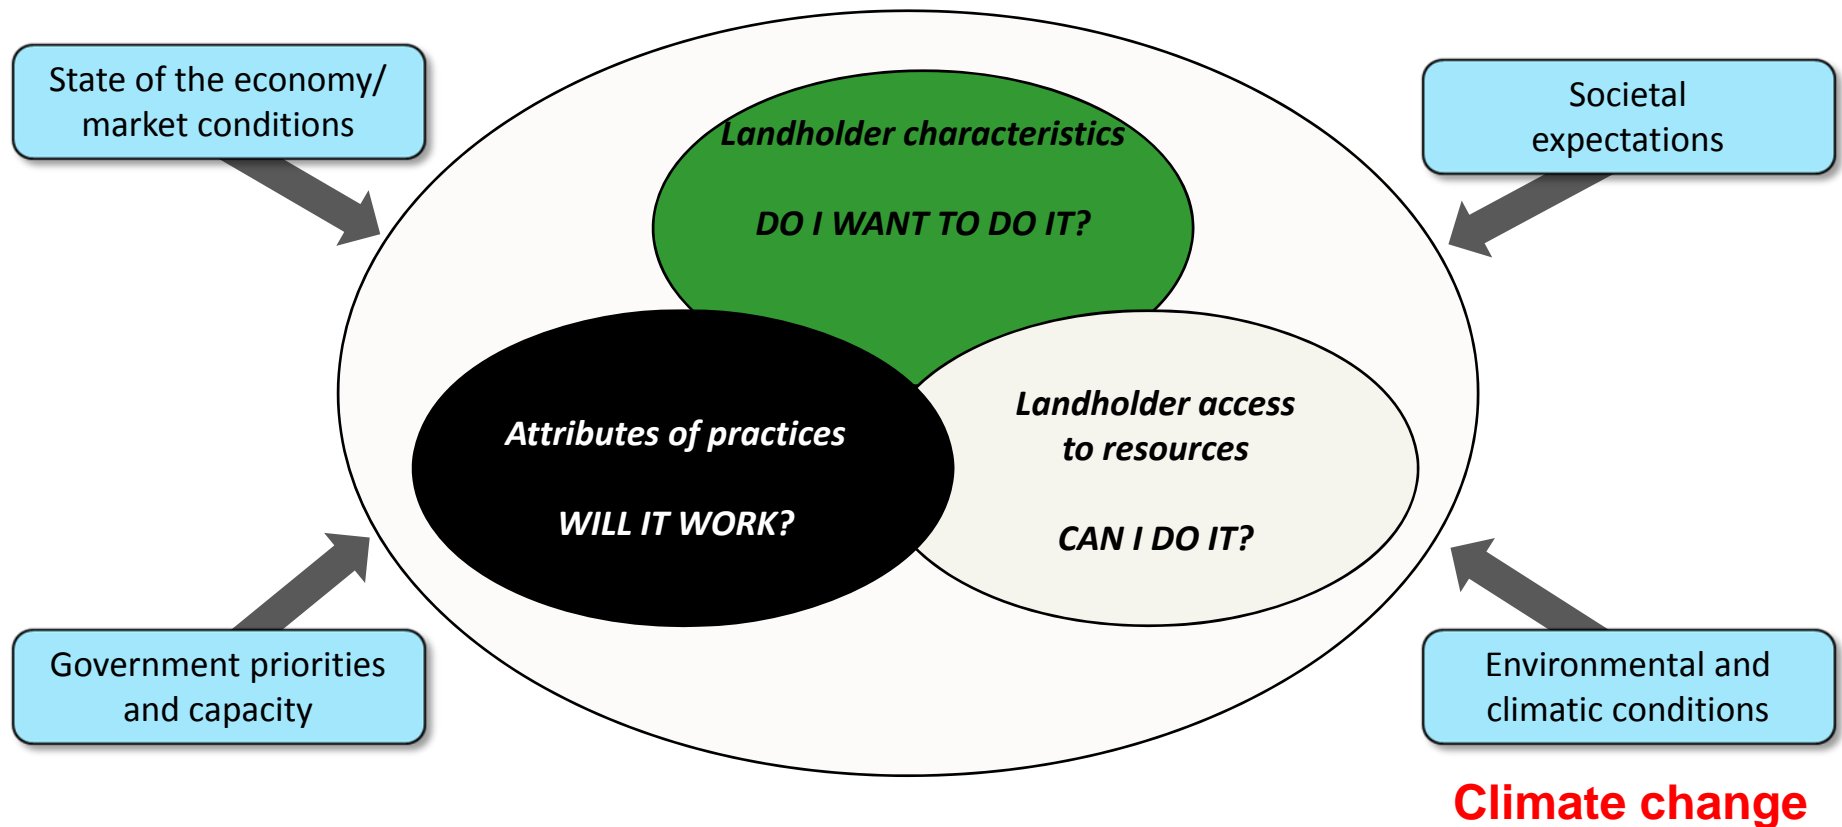 State of the economy/
market conditions
Societal
expectations
Landholder characteristics
DO I WANT TO DO IT?
Attributes of practices
WILL IT WORK?
Landholder access
to resources
CAN I DO IT?
Government priorities
and capacity
Environmental and
climatic conditions
Climate change